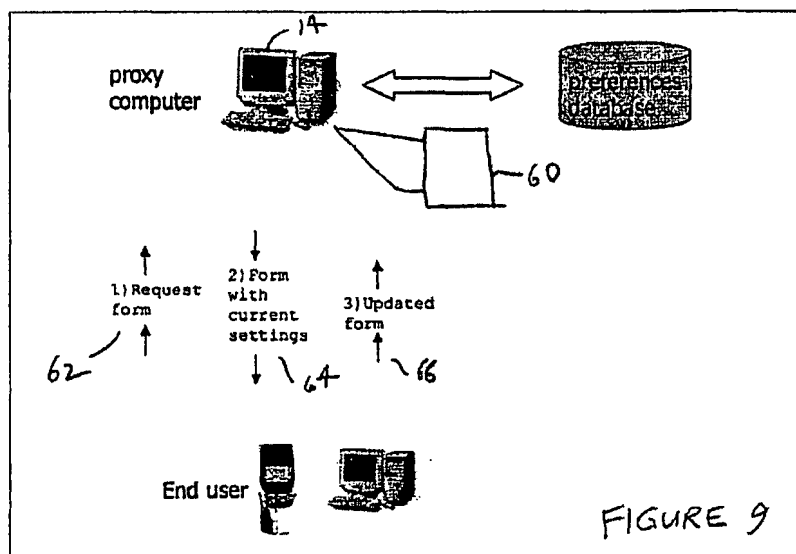 14
proxy
computer
preferences
database
60
1)Request
form
2)Form
with
current
settings
3)Updated
form
62
64
66
End user
FIGURE 9